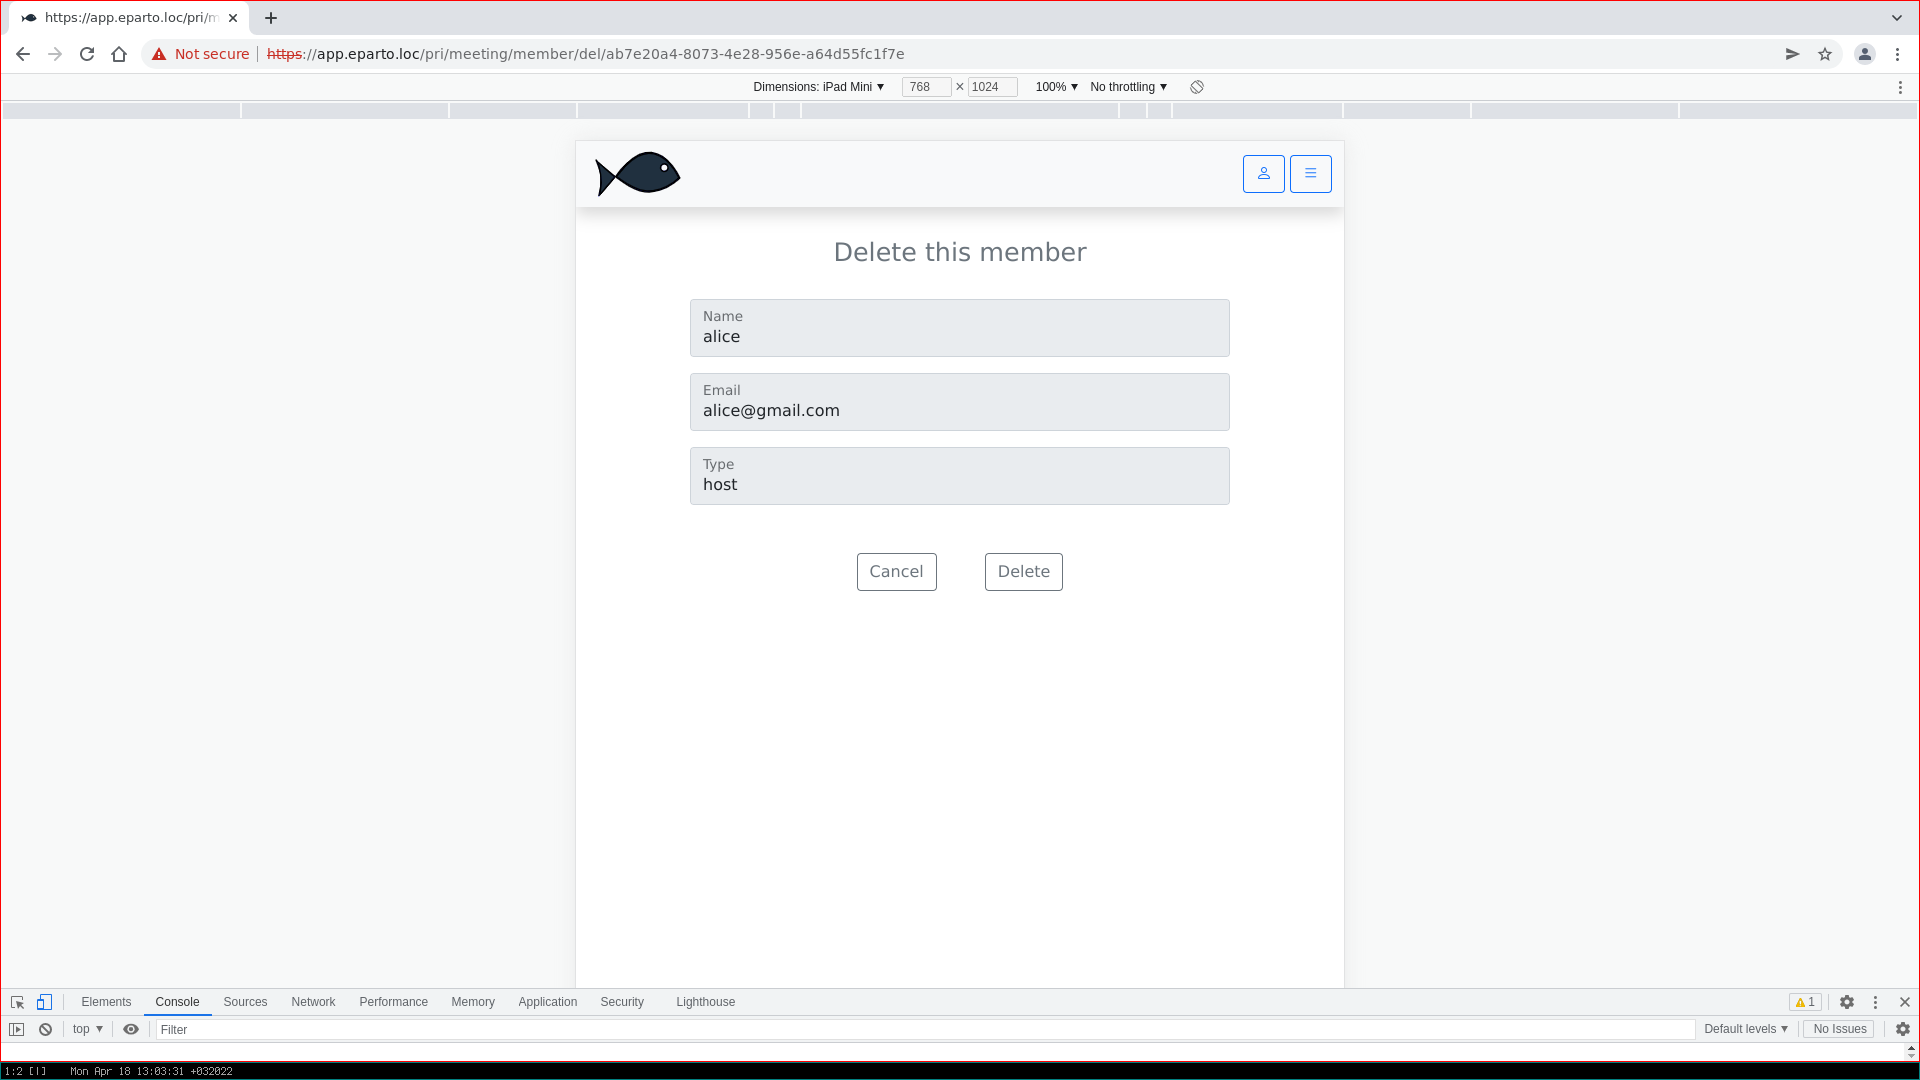 https://app.eparto.loc/pri/m
Not secure | https://app.eparto.loc/pri/meeting/member/del/ab7e20a4-8073-4e28-956e-a64d55fc1f7e
Dimensions: iPad Mini ▼ 768 × 1024 100% ▼ No throttling ▼
Delete this member
Name
alice
Email
alice@gmail.com
Type
host
Cancel Delete
Elements Console Sources Network Performance Memory Application Security Lighthouse 1
top ▼ Filter Default levels ▼ No Issues
1:2 [|] Mon Apr 18 13:03:31 +032022